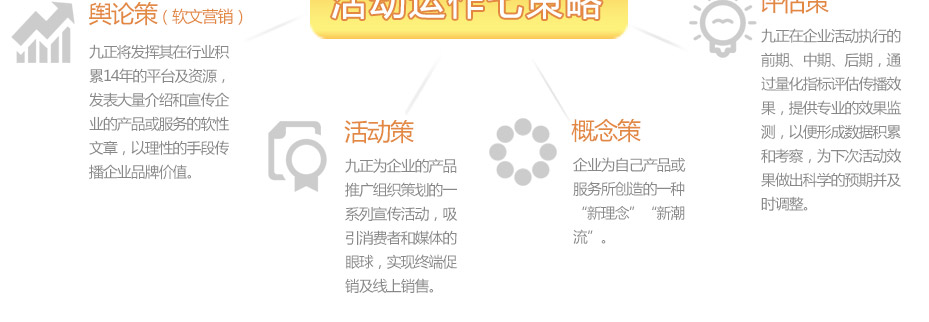 舆论策（软文营销）
九正将发挥其在行业积
累14年的平台及资源，
发表大量介绍和宣传企
业的产品或服务的软性
文章，以理性的手段传
播企业品牌价值。
活动运作七策略
活动策
九正为企业的产品
推广组织策划的一
系列宣传活动，吸
引消费者和媒体的
眼球，实现终端促
销及线上销售。
概念策
企业为自己产品或
服务所创造的一种
“新理念”“新潮
流”。
评估策
九正在企业活动执行的
前期、中期、后期，通
过量化指标评估传播效
果，提供专业的效果监
测，以便形成数据积累
和考察，为下次活动效
果做出科学的预期并及
时调整。